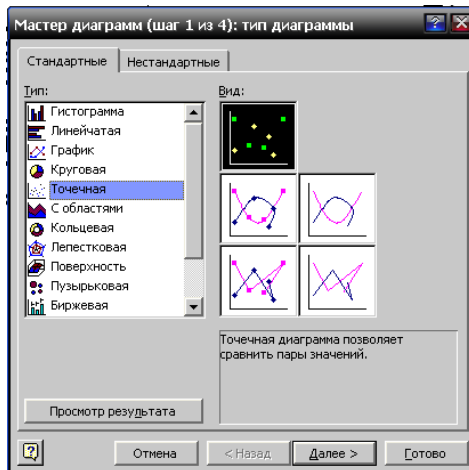 Мастер диаграмм (шаг 1 из 4): тип диаграммы
Стандартные
Нестандартные
Тип:
Гистограмма
Линейчатая
График
Круговая
Точечная
С областями
Кольцевая
Лепестковая
Поверхность
Пузырьковая
Биржевая
Вид:
Точечная диаграмма позволяет
сравнить пары значений.
Просмотр результата
Отмена
< Назад
Далее >
Готово